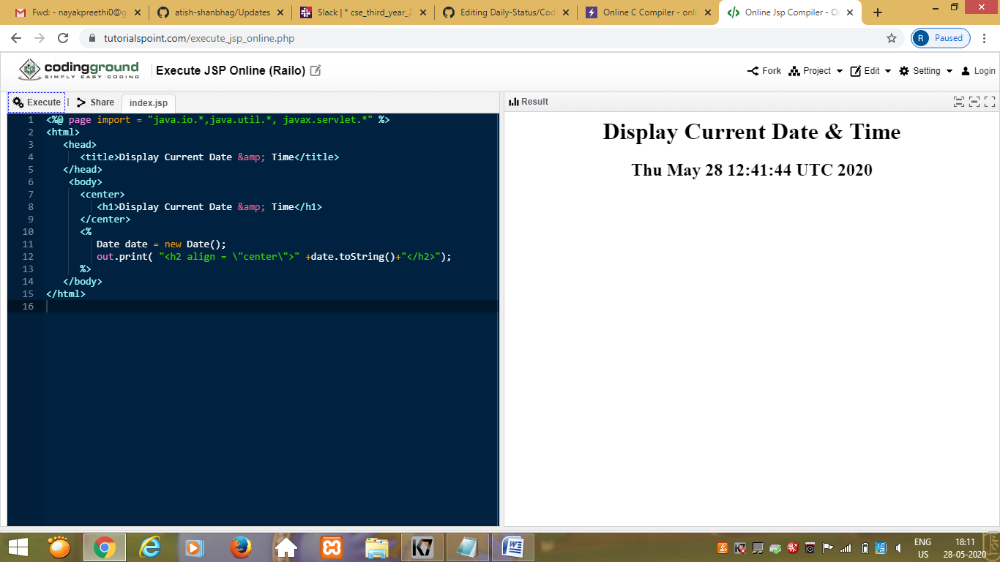 Fwd: - nayakpreethi0@g
atish-shanbhag/Updates
Slack | * cse_third_year_2
Editing Daily-Status/Cod
Online C Compiler - onli
Online Jsp Compiler - O
tutorialspoint.com/execute_jsp_online.php
R Paused
codingground
SIMPLY EASY CODING
Execute JSP Online (Railo)
Fork Project Edit Setting Login
Execute | Share index.jsp
Result
1 <%@ page import = "java.io.*,java.util.*, javax.servlet.*" %>
2 <html>
3 <head>
4 <title>Display Current Date &amp; Time</title>
5 </head>
6 <body>
7 <center>
8 <h1>Display Current Date &amp; Time</h1>
9 </center>
10 <%
11 Date date = new Date();
12 out.print( "<h2 align = \"center\">" +date.toString()+"</h2>");
13 %>
14 </body>
15 </html>
16
Display Current Date & Time
Thu May 28 12:41:44 UTC 2020
K7
ENG
US
18:11
28-05-2020